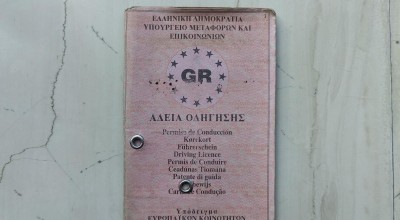 ΕΛΛΗΝΙΚΗ ΔΗΜΟΚΡΑΤΙΑ
ΥΠΟΥΡΓΕΙΟ ΜΕΤΑΦΟΡΩΝ ΚΑΙ
ΕΠΙΚΟΙΝΩΝΙΩΝ
GR
ΑΔΕΙΑ ΟΔΗΓΗΣΗΣ
Permiso de Conducción
Kørekort
Führerschein
Driving Licence
Permis de Conduire
Ceadúnas Tiomána
Patente di guida
Carta de Condução
Υπόδειγμα
ΕΥΡΩΠΑΪΚΩΝ ΚΟΙΝΟΤΗΤΩΝ